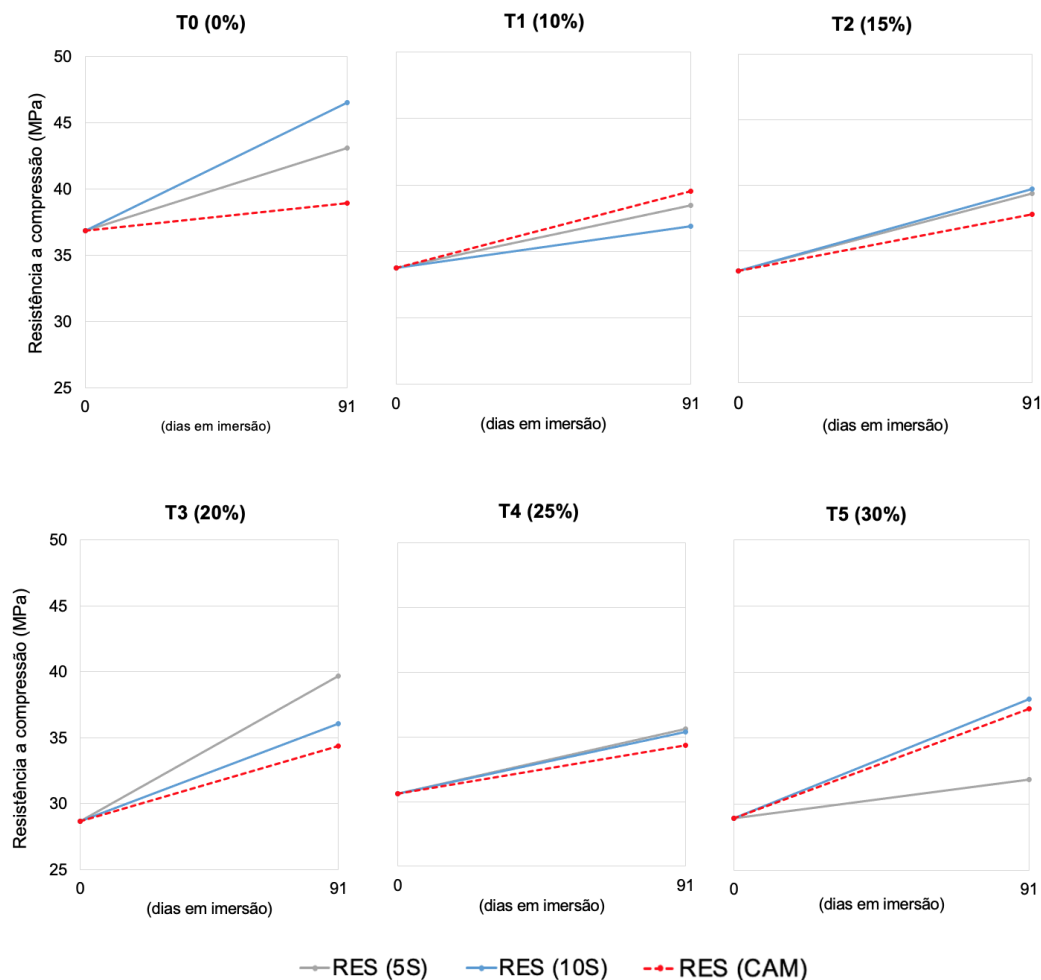 T0 (0%)
T1 (10%)
T2 (15%)
Resistência a compressão (MPa)
50
45
40
35
30
25
0
91
(dias em imersão)
0
91
(dias em imersão)
0
91
(dias em imersão)
T3 (20%)
T4 (25%)
T5 (30%)
Resistência a compressão (MPa)
50
45
40
35
30
25
0
91
(dias em imersão)
0
91
(dias em imersão)
0
91
(dias em imersão)
RES (5S)
RES (10S)
RES (CAM)